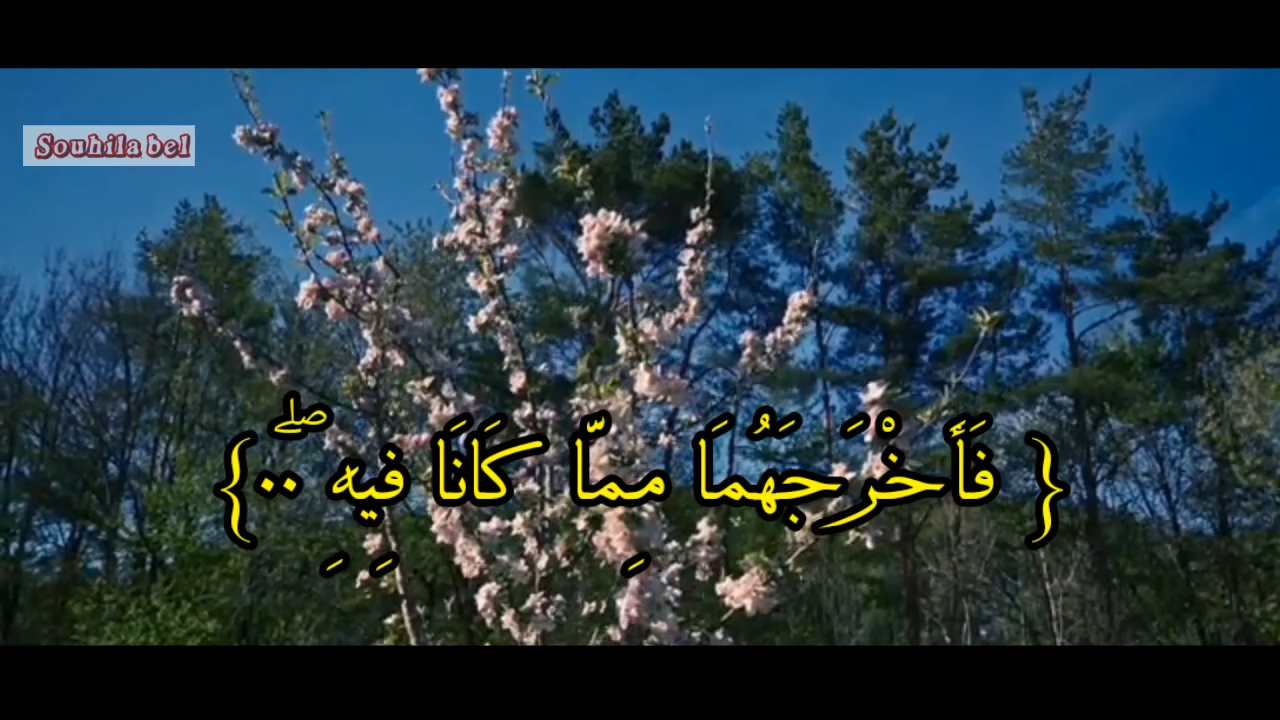 Souhila bel
{ فَأَخْرَجَهُمَا مِمّا كَانَا فِيهِ ۖ ..}